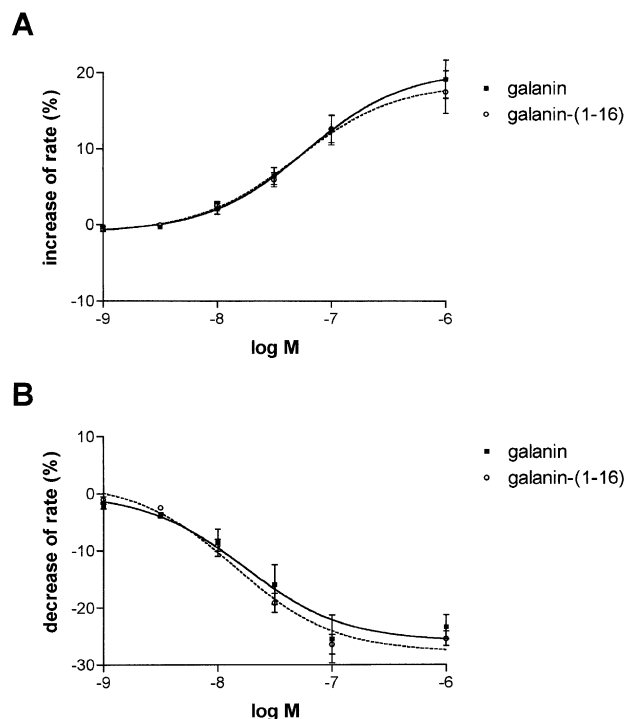 A
20
10
0
-10
increase of rate (%)
-9
-8
-7
-6
log M
galanin
galanin-(1-16)
B
10
0
-10
-20
-30
decrease of rate (%)
-9
-8
-7
-6
log M
galanin
galanin-(1-16)